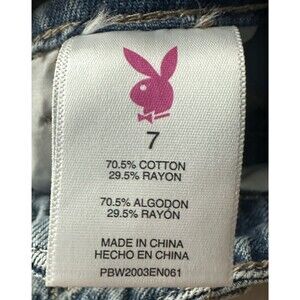 7
70.5% COTTON
29.5% RAYON
70.5% ALGODON
29.5% RAYÓN
MADE IN CHINA
HECHO EN CHINA
PBW2003EN061